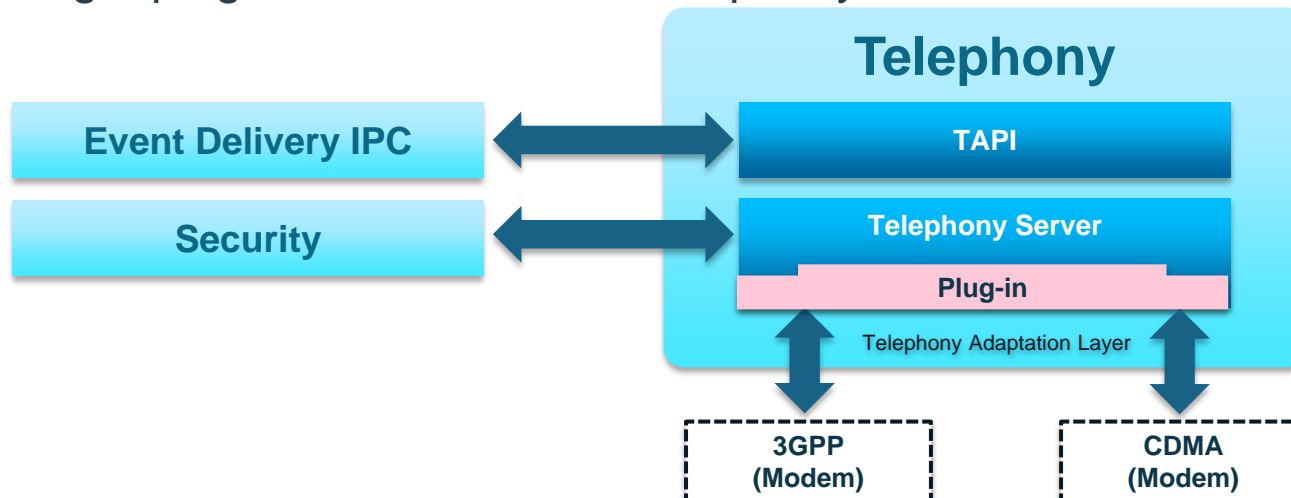 Telephony
Event Delivery IPC
TAPI
Security
Telephony Server
Plug-in
Telephony Adaptation Layer
3GPP
(Modem)
CDMA
(Modem)